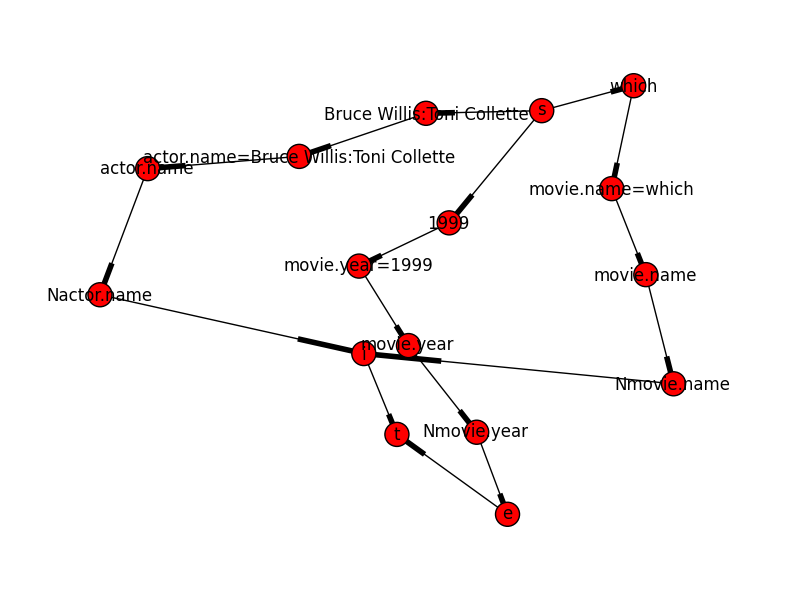 which
Bruce Willis:Toni Collette
s
actor.name=Bruce Willis:Toni Collette
actor.name
movie.name=which
1999
movie.year=1999
movie.name
Nactor.name
movie.year
Nmovie.name
t
Nmovie.year
e